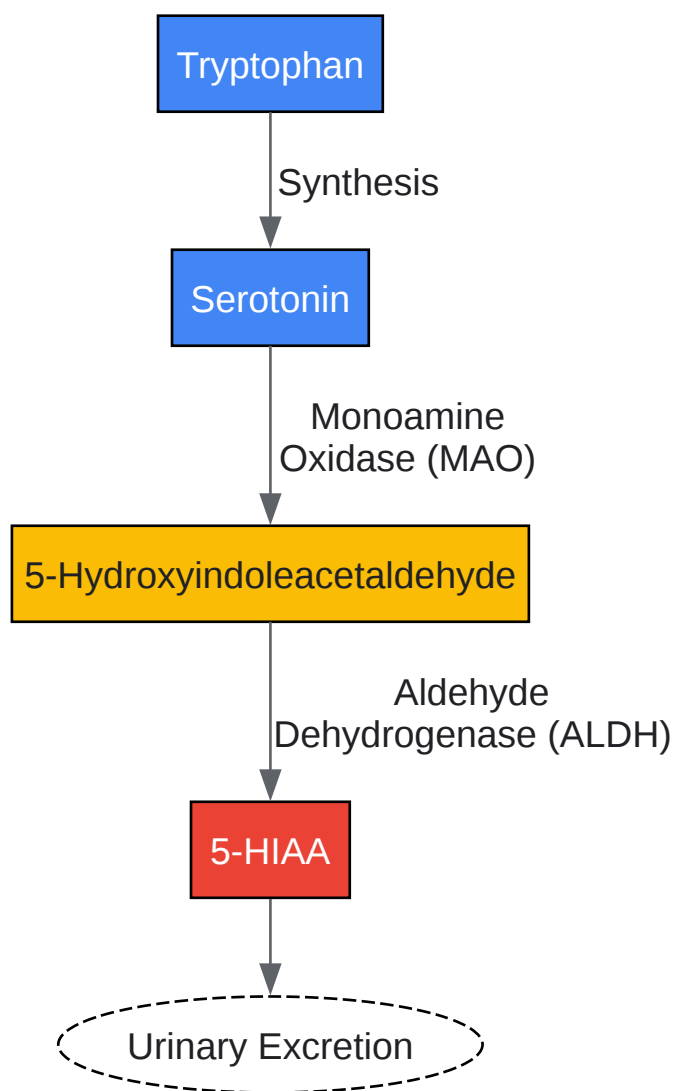 Tryptophan
Synthesis
Serotonin
Monoamine
Oxidase (MAO)
5-Hydroxyindoleacetaldehyde
Aldehyde
Dehydrogenase (ALDH)
5-HIAA
Urinary Excretion